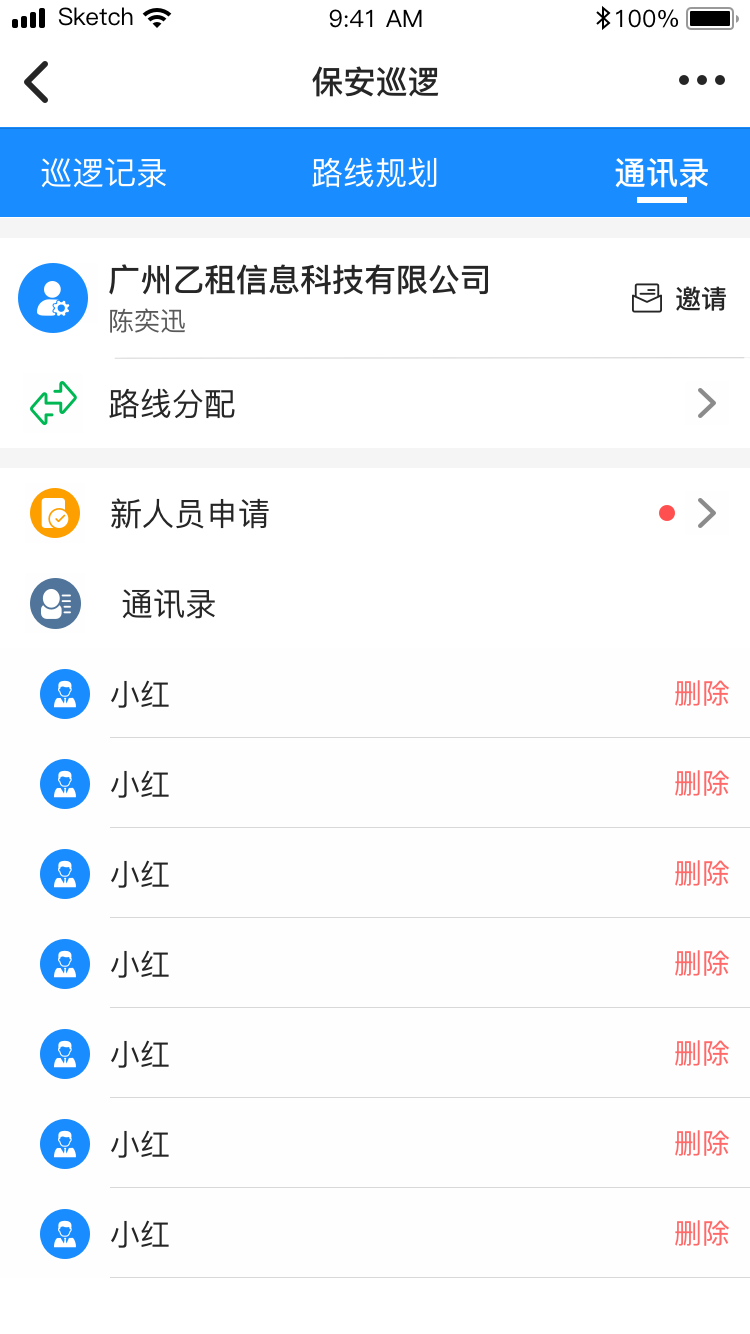 Sketch 9:41 AM 100%
保安巡逻
巡逻记录 路线规划 通讯录
广州乙租信息科技有限公司
陈奕迅
邀请
路线分配
新人员申请
通讯录
小红 删除
小红 删除
小红 删除
小红 删除
小红 删除
小红 删除
小红 删除